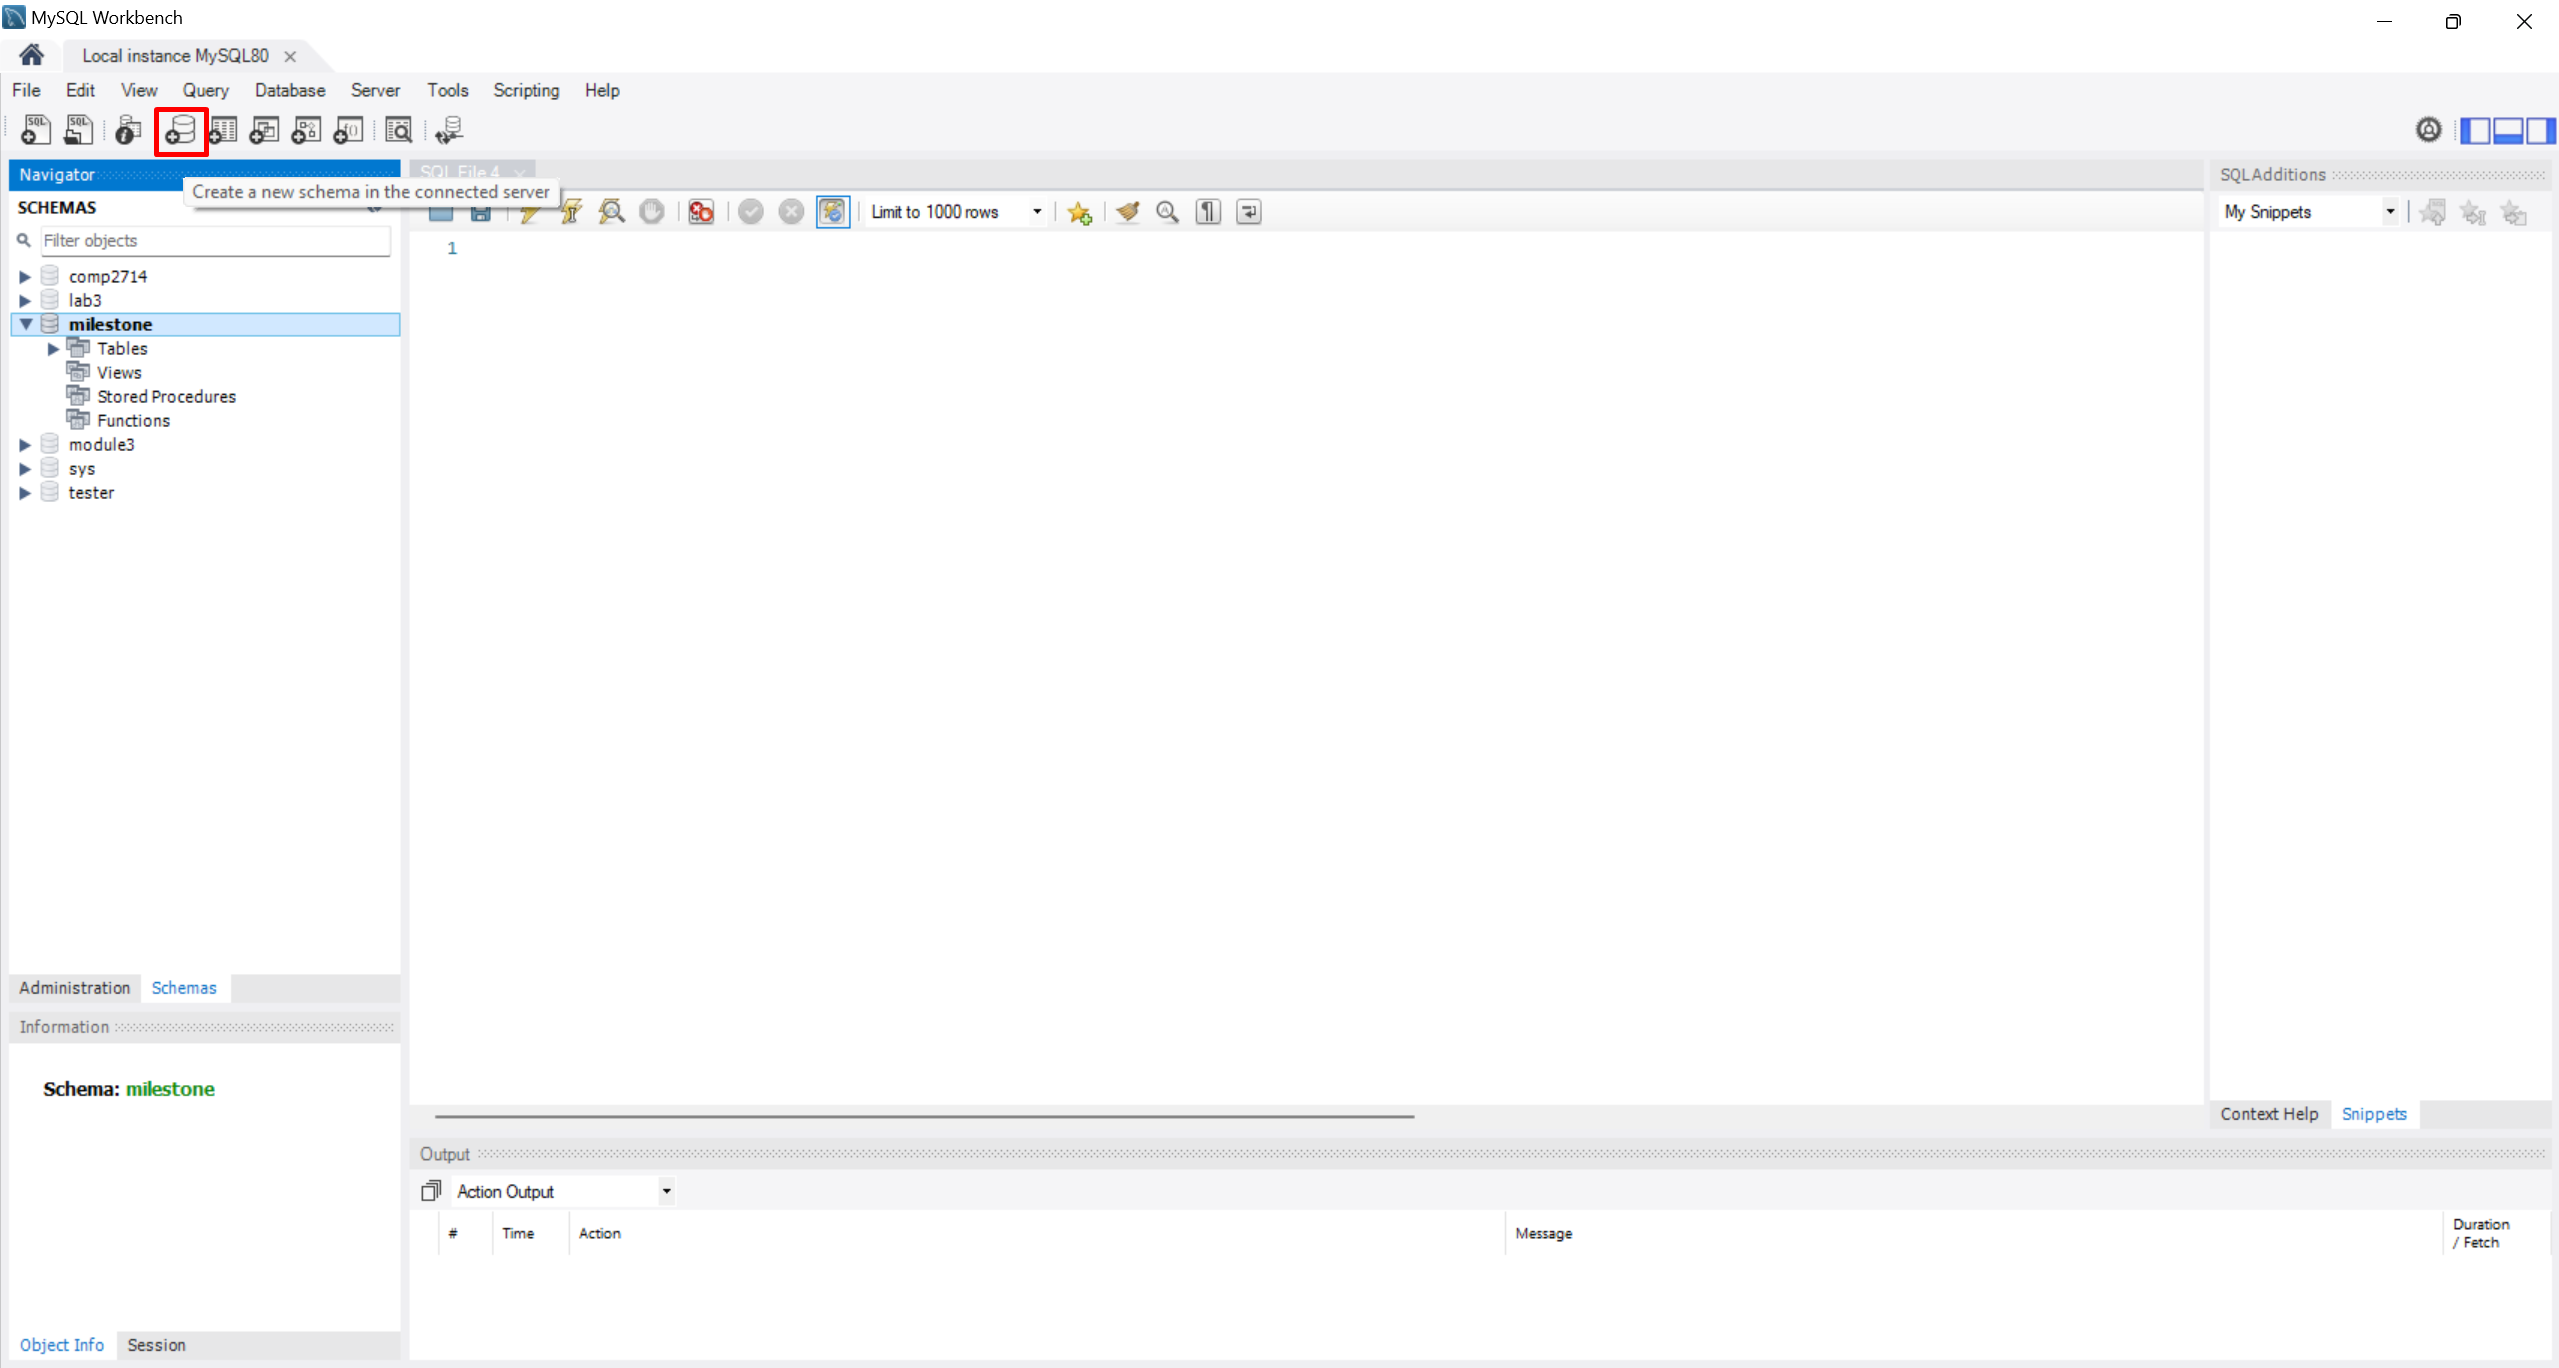 MySQL Workbench
Local instance MySQL80
File Edit View Query Database Server Tools Scripting Help
SQL SQL
Navigator
SQL File 4
SQLAdditions
Create a new schema in the connected server
SCHEMAS
Limit to 1000 rows
My Snippets
Filter objects
1
comp2714
lab3
milestone
Tables
Views
Stored Procedures
Functions
module3
sys
tester
Administration Schemas
Information
Schema: milestone
Context Help Snippets
Output
Action Output
# Time Action Message Duration
/ Fetch
Object Info Session